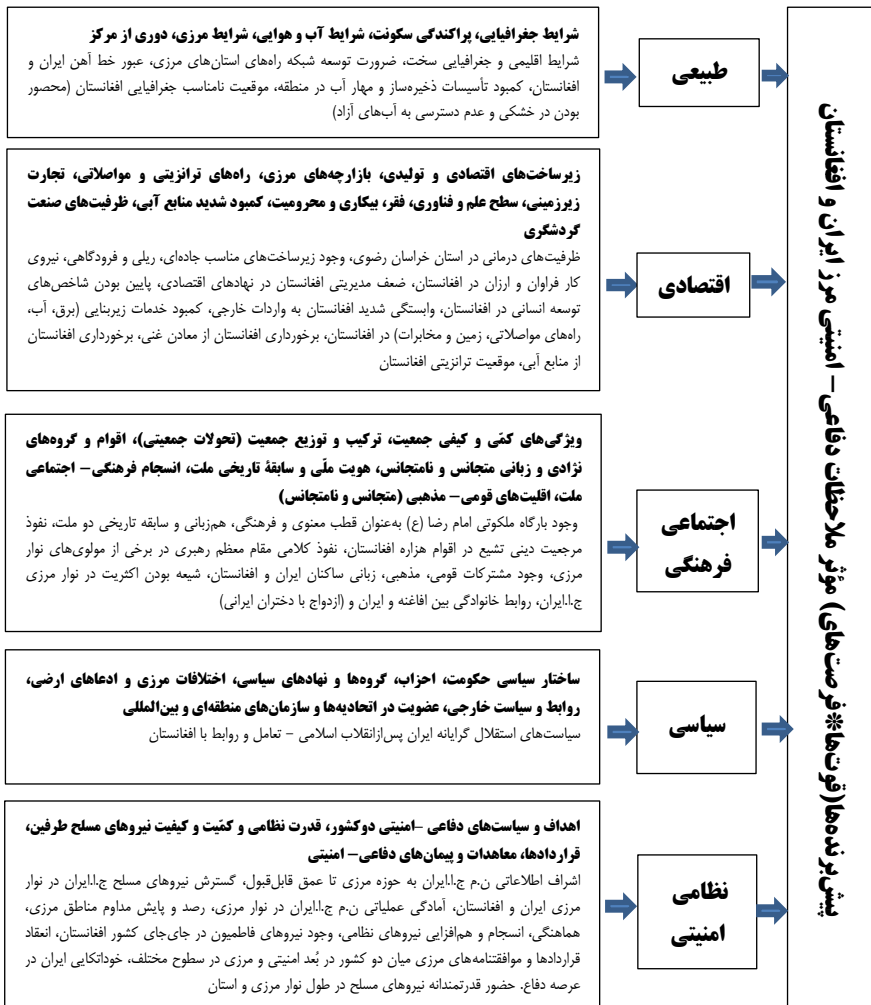 شرایط جغرافیایی، پراکندگی سکونت، شرایط آب و هوایی، شرایط مرزی، دوری از مرکز
شرایط اقلیمی و جغرافیایی سخت، ضرورت توسعه شبکه راه‌های استان‌های مرزی، عبور خط آهن ایران و
افغانستان، کمبود تأسیسات ذخیره‌ساز و مهار آب در منطقه، موقعیت نامناسب جغرافیایی افغانستان (محصور
بودن در خشکی و عدم دسترسی به آب‌های آزاد)
طبیعی
زیرساخت‌های اقتصادی و تولیدی، بازارچه‌های مرزی، راه‌های ترانزیتی و مواصلاتی، تجارت
زیرزمینی، سطح علم و فناوری، فقر، بیکاری و محرومیت، کمبود شدید منابع آبی، ظرفیت‌های صنعت
گردشگری
ظرفیت‌های درمانی در استان خراسان رضوی، وجود زیرساخت‌های مناسب جاده‌ای، ریلی و فرودگاهی، نیروی
کار فراوان و ارزان در افغانستان، ضعف مدیریتی افغانستان در نهادهای اقتصادی، پایین بودن شاخص‌های
توسعه انسانی در افغانستان، وابستگی شدید افغانستان به واردات خارجی، کمبود خدمات زیربنایی (برق، آب،
راه‌های مواصلاتی، زمین و مخابرات) در افغانستان، برخورداری افغانستان از معادن غنی، برخورداری افغانستان
از منابع آبی، موقعیت ترانزیتی افغانستان
اقتصادی
ویژگی‌های کمّی و کیفی جمعیت، ترکیب و توزیع جمعیت (تحولات جمعیتی)، اقوام و گروه‌های
نژادی و زبانی متجانس و نامتجانس، هویت ملّی و سابقهٔ تاریخی ملت، انسجام فرهنگی– اجتماعی
ملت، اقلیت‌های قومی– مذهبی (متجانس و نامتجانس)
وجود بارگاه ملکوتی امام رضا (ع) به‌عنوان قطب معنوی و فرهنگی، هم‌زبانی و سابقه تاریخی دو ملت، نفوذ
مرجعیت دینی تشیع در اقوام هزاره افغانستان، نفوذ کلامی مقام معظم رهبری در برخی از مولوی‌های نوار
مرزی، وجود مشترکات قومی، مذهبی، زبانی ساکنان ایران و افغانستان، شیعه بودن اکثریت در نوار مرزی
ج.ا.ایران، روابط خانوادگی بین افاغنه و ایران و (ازدواج با دختران ایرانی)
اجتماعی
فرهنگی
ساختار سیاسی حکومت، احزاب، گروه‌ها و نهادهای سیاسی، اختلافات مرزی و ادعاهای ارضی،
روابط و سیاست خارجی، عضویت در اتحادیه‌ها و سازمان‌های منطقه‌ای و بین‌المللی
سیاست‌های استقلال گرایانه ایران پس‌ازانقلاب اسلامی – تعامل و روابط با افغانستان
سیاسی
اهداف و سیاست‌های دفاعی –امنیتی دوکشور، قدرت نظامی و کمّیت و کیفیت نیروهای مسلح طرفین،
قراردادها، معاهدات و پیمان‌های دفاعی– امنیتی
اشراف اطلاعاتی ن.م ج.ا.ایران به حوزه مرزی تا عمق قابل‌قبول، گسترش نیروهای مسلح ج.ا.ایران در نوار
مرزی ایران و افغانستان، آمادگی عملیاتی ن.م ج.ا.ایران در نوار مرزی، رصد و پایش مداوم مناطق مرزی،
هماهنگی، انسجام و هم‌افزایی نیروهای نظامی، وجود نیروهای فاطمیون در جای‌جای کشور افغانستان، انعقاد
قراردادها و موافقتنامه‌های مرزی میان دو کشور در بُعد امنیتی و مرزی در سطوح مختلف، خوداتکایی ایران در
عرصه دفاع. حضور قدرتمندانه نیروهای مسلح در طول نوار مرزی و استان
نظامی
امنیتی
پیش‌برنده‌ها(قوت‌ها*فرصت‌های) مؤثر ملاحظات دفاعی– امنیتی مرز ایران و افغانستان